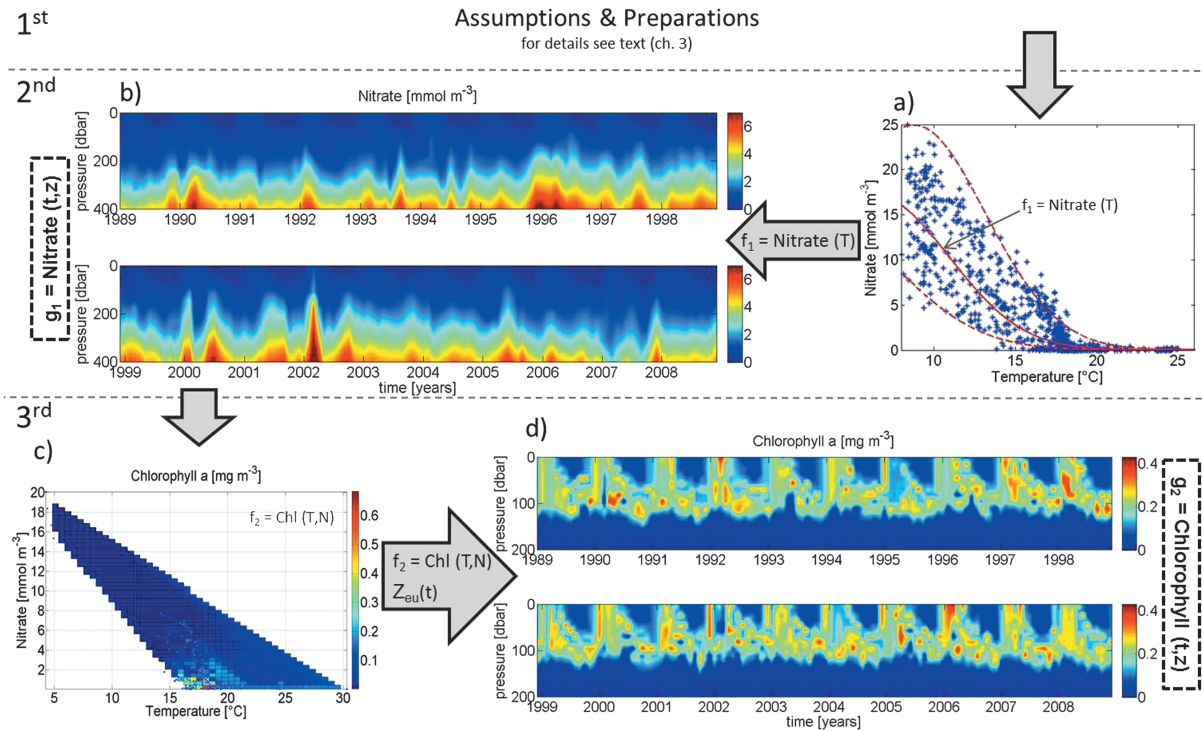 1st
Assumptions & Preparations
for details see text (ch. 3)
2nd
b)
Nitrate [mmol m-3]
pressure [dbar]
0
200
400
1989 1990 1991 1992 1993 1994 1995 1996 1997 1998
6
4
2
0
g1 = Nitrate (t,z)
pressure [dbar]
0
200
400
1999 2000 2001 2002 2003 2004 2005 2006 2007 2008
time [years]
6
4
2
0
f1 = Nitrate (T)
a)
Nitrate [mmol m-3]
25
20
15
10
5
0
f1 = Nitrate (T)
10 15 20 25
Temperature [°C]
3rd
c)
Chlorophyll a [mg m-3]
Nitrate [mmol m-3]
20
18
16
14
12
10
8
6
4
2
f2 = Chl (T,N)
5 10 15 20 25 30
Temperature [°C]
0.6
0.5
0.4
0.3
0.2
0.1
f2 = Chl (T,N)
Zeu(t)
d)
Chlorophyll a [mg m-3]
pressure [dbar]
0
100
200
1989 1990 1991 1992 1993 1994 1995 1996 1997 1998
0.4
0.2
0
pressure [dbar]
0
100
200
1999 2000 2001 2002 2003 2004 2005 2006 2007 2008
time [years]
0.4
0.2
0
g2 = Chlorophyll (t,z)